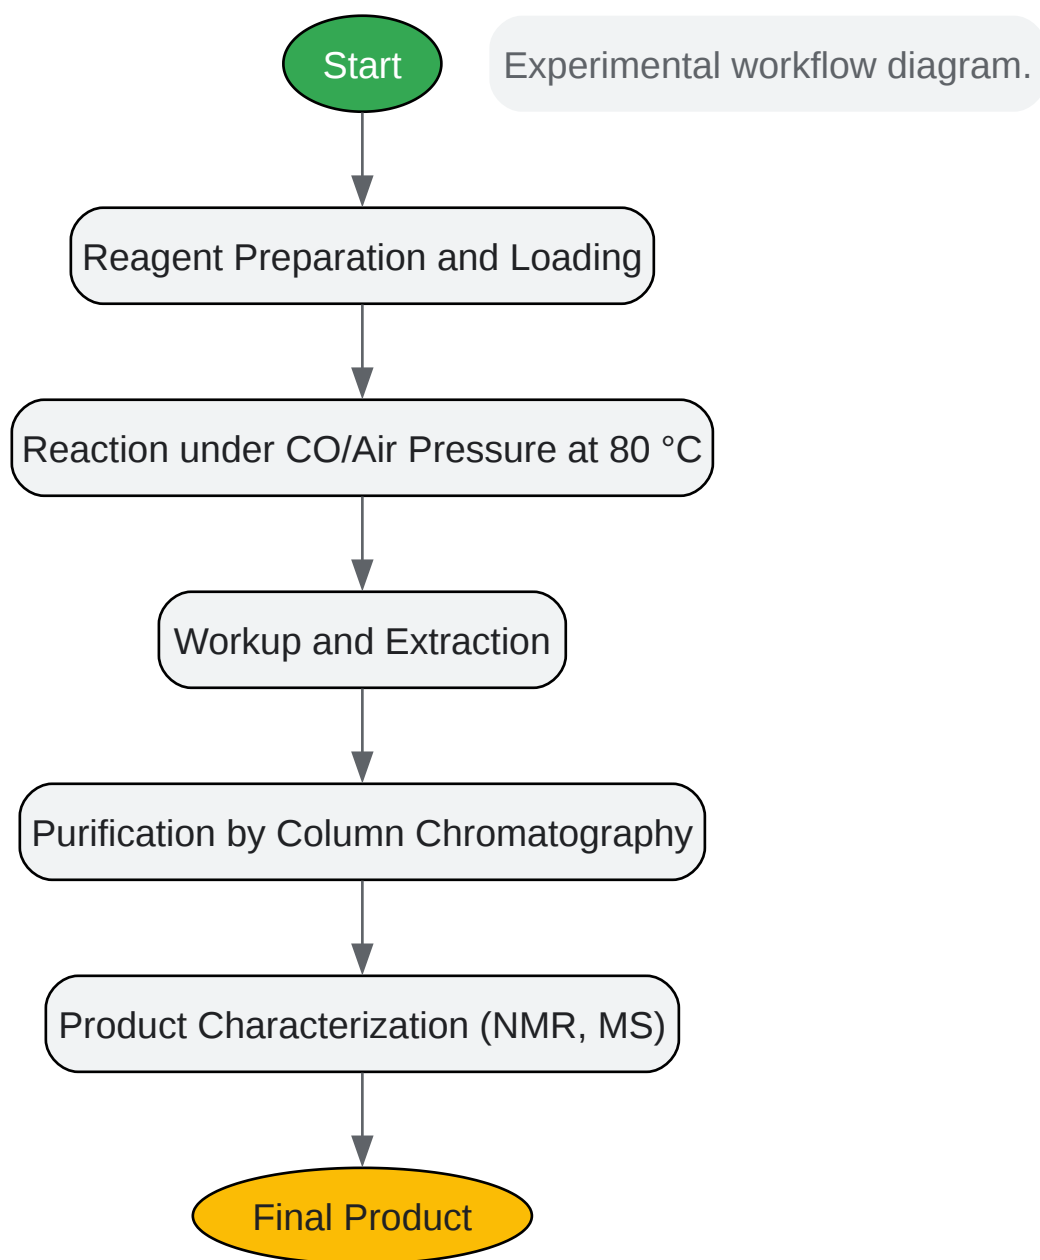 Start
Experimental workflow diagram.
Reagent Preparation and Loading
Reaction under CO/Air Pressure at 80 °C
Workup and Extraction
Purification by Column Chromatography
Product Characterization (NMR, MS)
Final Product